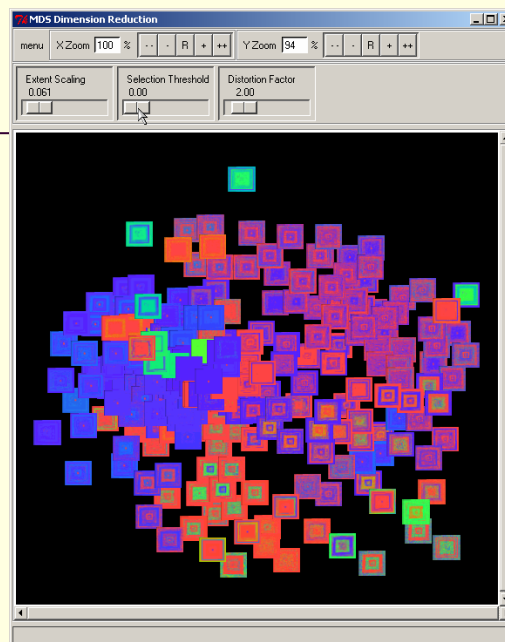 MDS Dimension Reduction
menu X Zoom 100 % -- - R + ++ Y Zoom 94 % -- - R + ++
Extent Scaling Selection Threshold Distortion Factor
0.061 0.00 2.00